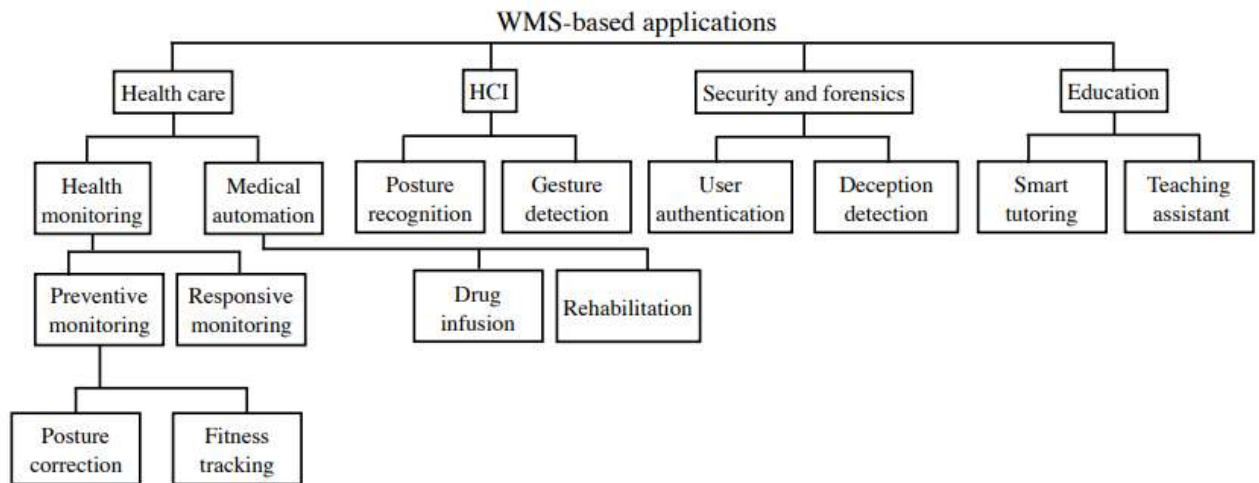 WMS-based applications
Health care
HCI
Security and forensics
Education
Health
monitoring
Medical
automation
Posture
recognition
Gesture
detection
User
authentication
Deception
detection
Smart
tutoring
Teaching
assistant
Preventive
monitoring
Responsive
monitoring
Drug
infusion
Rehabilitation
Posture
correction
Fitness
tracking